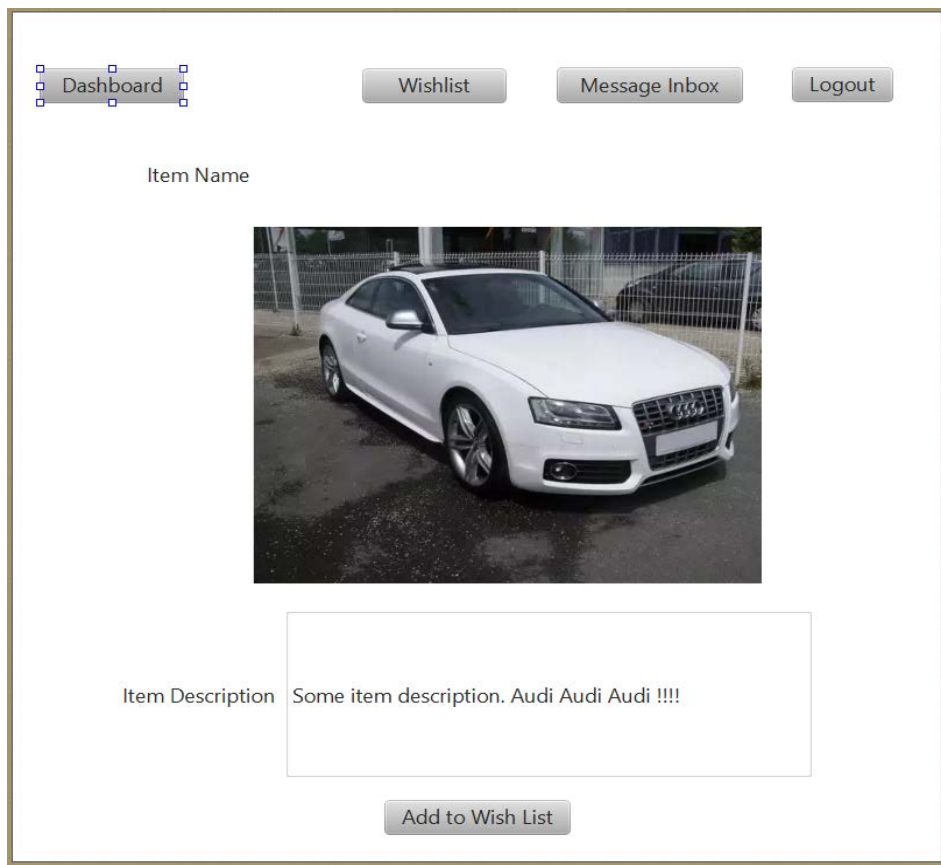 Dashboard Wishlist Message Inbox Logout
Item Name
Item Description Some item description. Audi Audi Audi !!!!
Add to Wish List